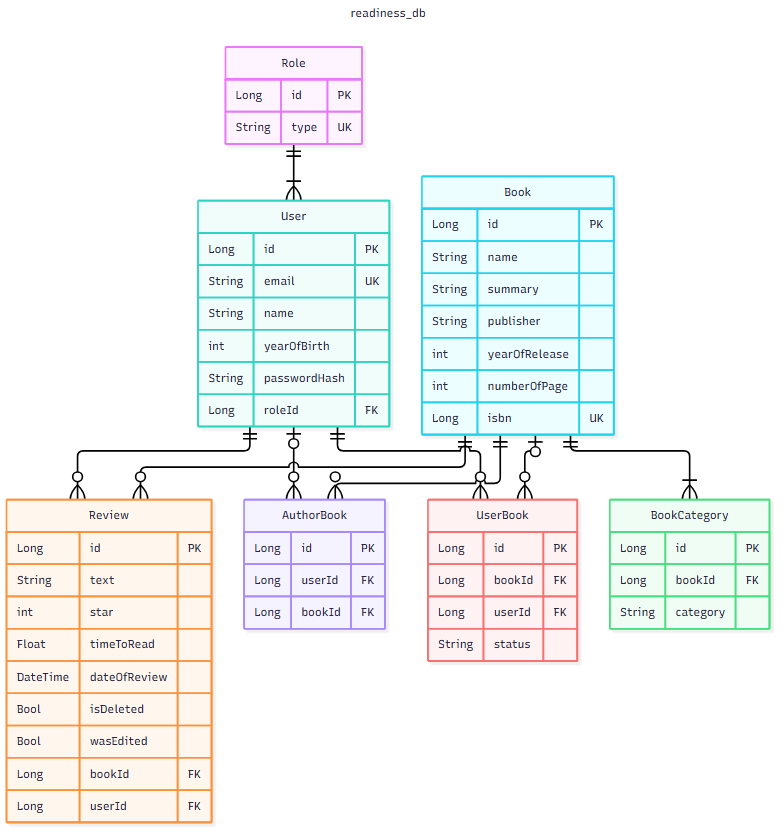 readiness_db
Role
Long id PK
String type UK
User
Long id PK
String email UK
String name
int yearOfBirth
String passwordHash
Long roleId FK
Book
Long id PK
String name
String summary
String publisher
int yearOfRelease
int numberOfPage
Long isbn UK
Review
Long id PK
String text
int star
Float timeToRead
DateTime dateOfReview
Bool isDeleted
Bool wasEdited
Long bookId FK
Long userId FK
AuthorBook
Long id PK
Long userId FK
Long bookId FK
UserBook
Long id PK
Long bookId FK
Long userId FK
String status
BookCategory
Long id PK
Long bookId FK
String category